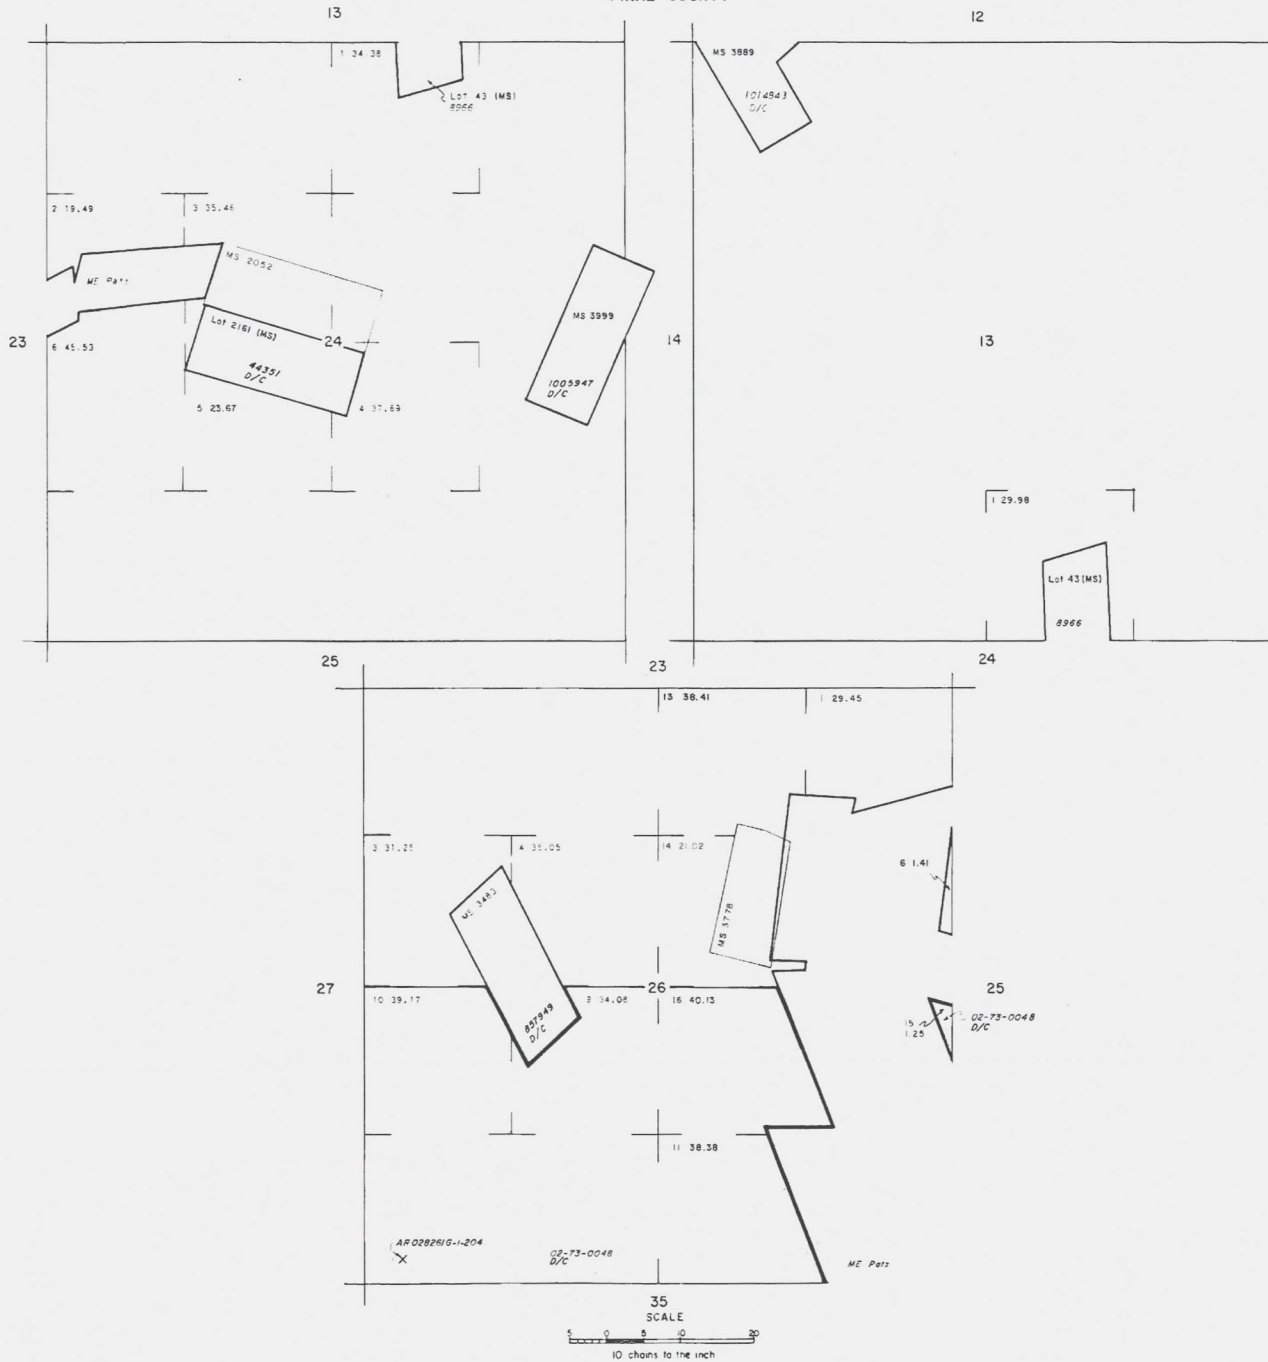 13
1 34.38
Lot 43 (MS)
8966
2 19.49
3 35.46
MS 2052
ME Pats
Lot 2161 (MS)
23
24
6 45.53
44351
D/C
5 23.67
4 37.69
MS 3999
1005947
D/C
14
25
12
MS 3889
1014943
D/C
13
1 29.98
Lot 43 (MS)
8966
24
23
13 38.41
1 29.45
3 31.25
4 35.05
14 21.02
6 1.41
MS 3483
MS 3778
27
26
25
10 39.17
9 34.08
16 40.13
857949
D/C
15
1.25
02-73-0048
D/C
11 38.38
AR 028261G-1-204
02-73-0048
D/C
ME Pats
35
SCALE
5 0 5 10 20
10 chains to the inch